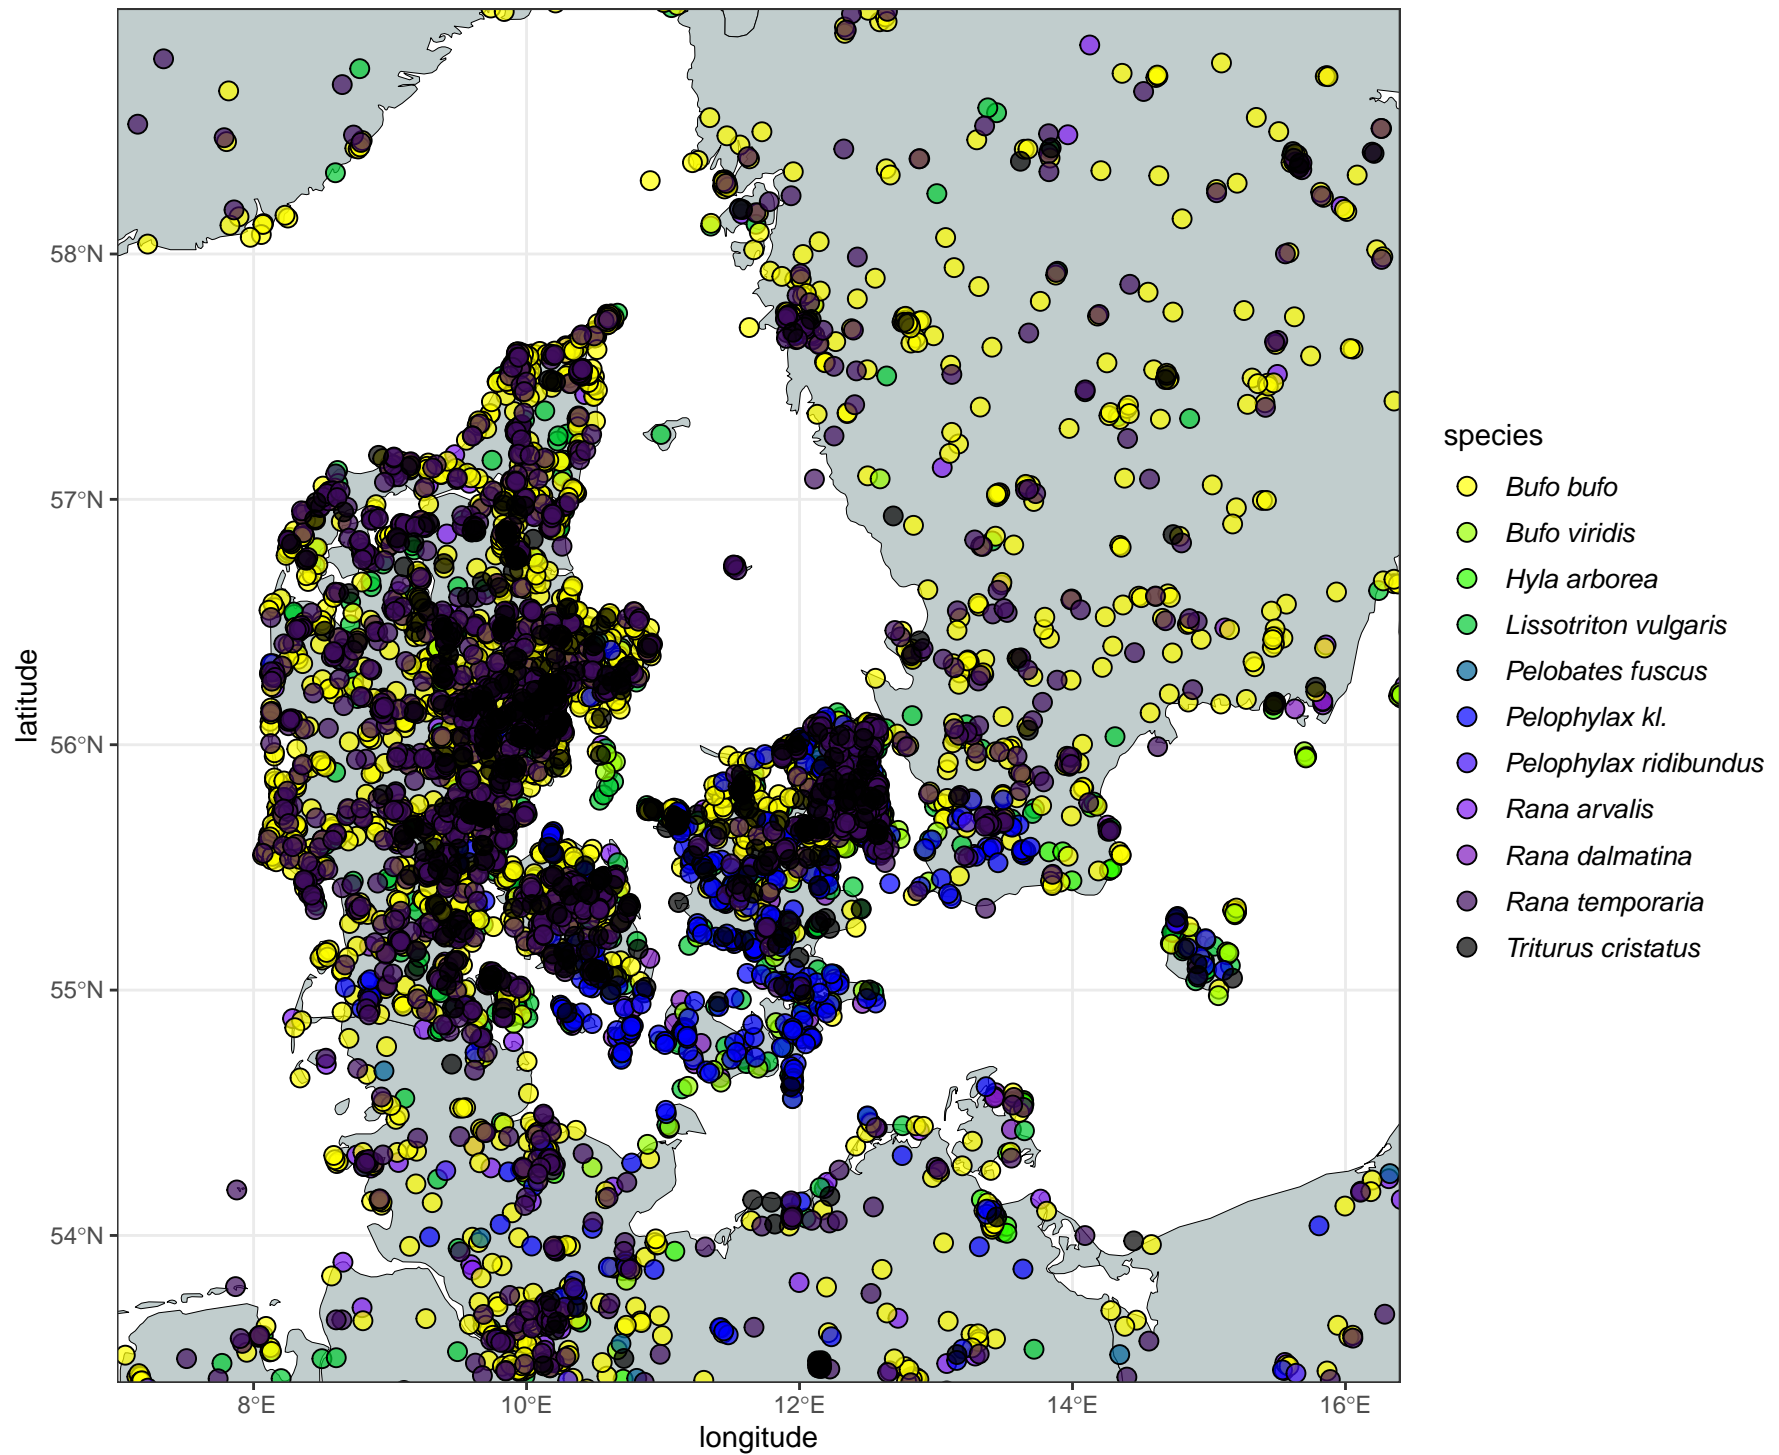 58°N
57°N
56°N
55°N
54°N
latitude
8°E
10°E
12°E
14°E
16°E
longitude
species
Bufo bufo
Bufo viridis
Hyla arborea
Lissotriton vulgaris
Pelobates fuscus
Pelophylax kl.
Pelophylax ridibundus
Rana arvalis
Rana dalmatina
Rana temporaria
Triturus cristatus